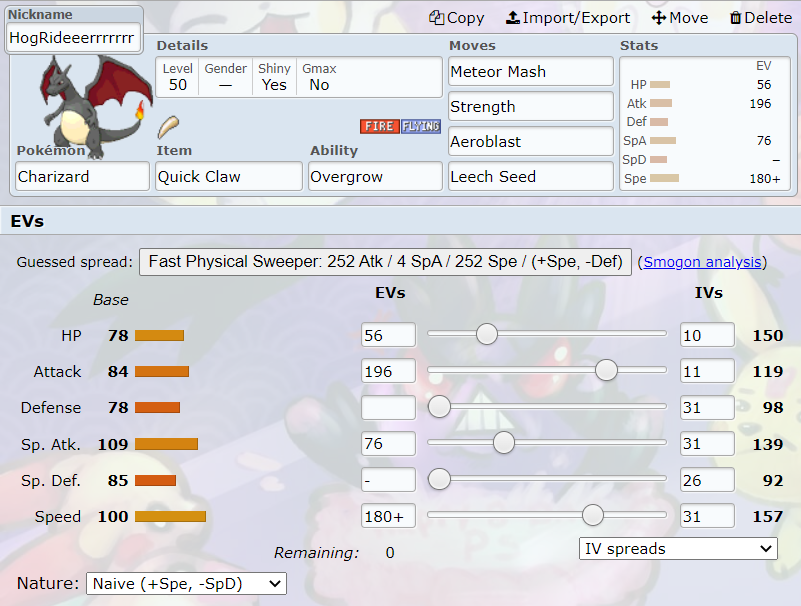 Nickname
HogRideeerrrrrrr
Copy Import/Export Move Delete
Details
Level Gender Shiny Gmax
50 — Yes No
FIRE FLYING
Pokémon Item Ability
Charizard Quick Claw Overgrow
Moves
Meteor Mash
Strength
Aeroblast
Leech Seed
Stats
EV
HP 56
Atk 196
Def
SpA 76
SpD –
Spe 180+
EVs
Guessed spread: Fast Physical Sweeper: 252 Atk / 4 SpA / 252 Spe / (+Spe, -Def) (Smogon analysis)
Base EVs IVs
HP 78 56 10 150
Attack 84 196 11 119
Defense 78 31 98
Sp. Atk. 109 76 31 139
Sp. Def. 85 - 26 92
Speed 100 180+ 31 157
Remaining: 0 IV spreads
Nature: Naive (+Spe, -SpD)